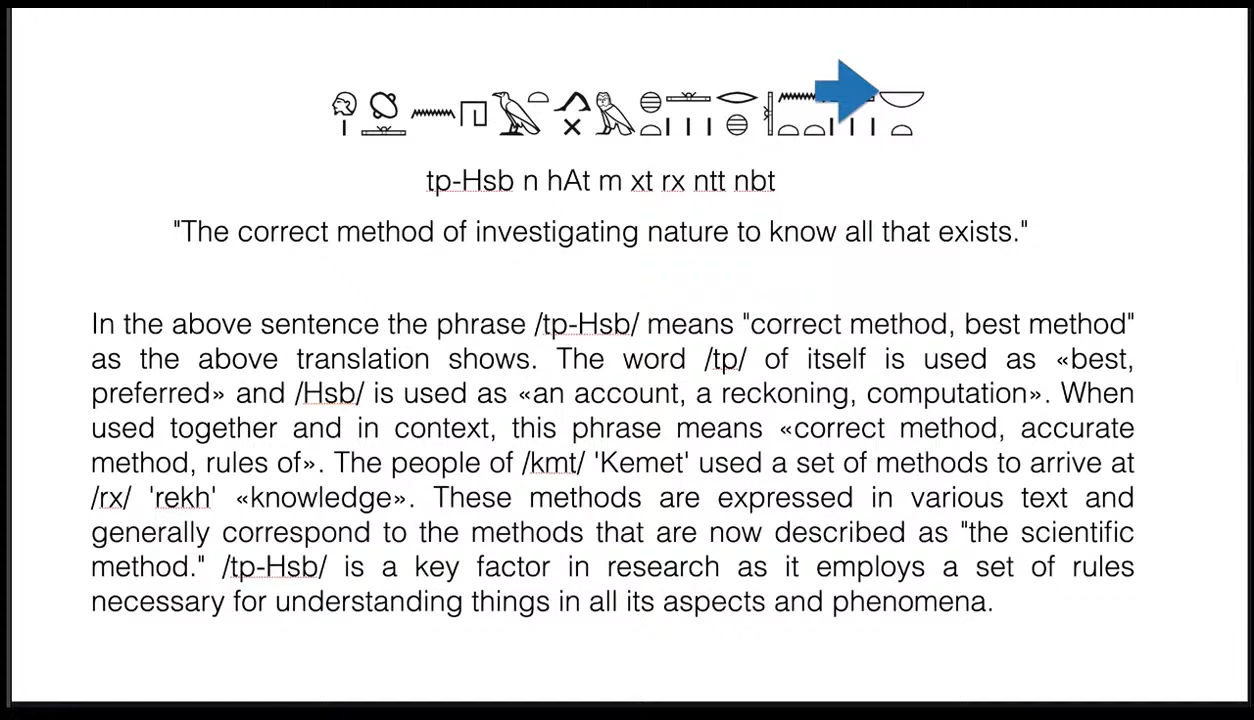 tp-Hsb n hAt m xt rx ntt nbt
"The correct method of investigating nature to know all that exists."
In the above sentence the phrase /tp-Hsb/ means "correct method, best method"
as the above translation shows. The word /tp/ of itself is used as «best,
preferred» and /Hsb/ is used as «an account, a reckoning, computation». When
used together and in context, this phrase means «correct method, accurate
method, rules of». The people of /kmt/ 'Kemet' used a set of methods to arrive at
/rx/ 'rekh' «knowledge». These methods are expressed in various text and
generally correspond to the methods that are now described as "the scientific
method." /tp-Hsb/ is a key factor in research as it employs a set of rules
necessary for understanding things in all its aspects and phenomena.